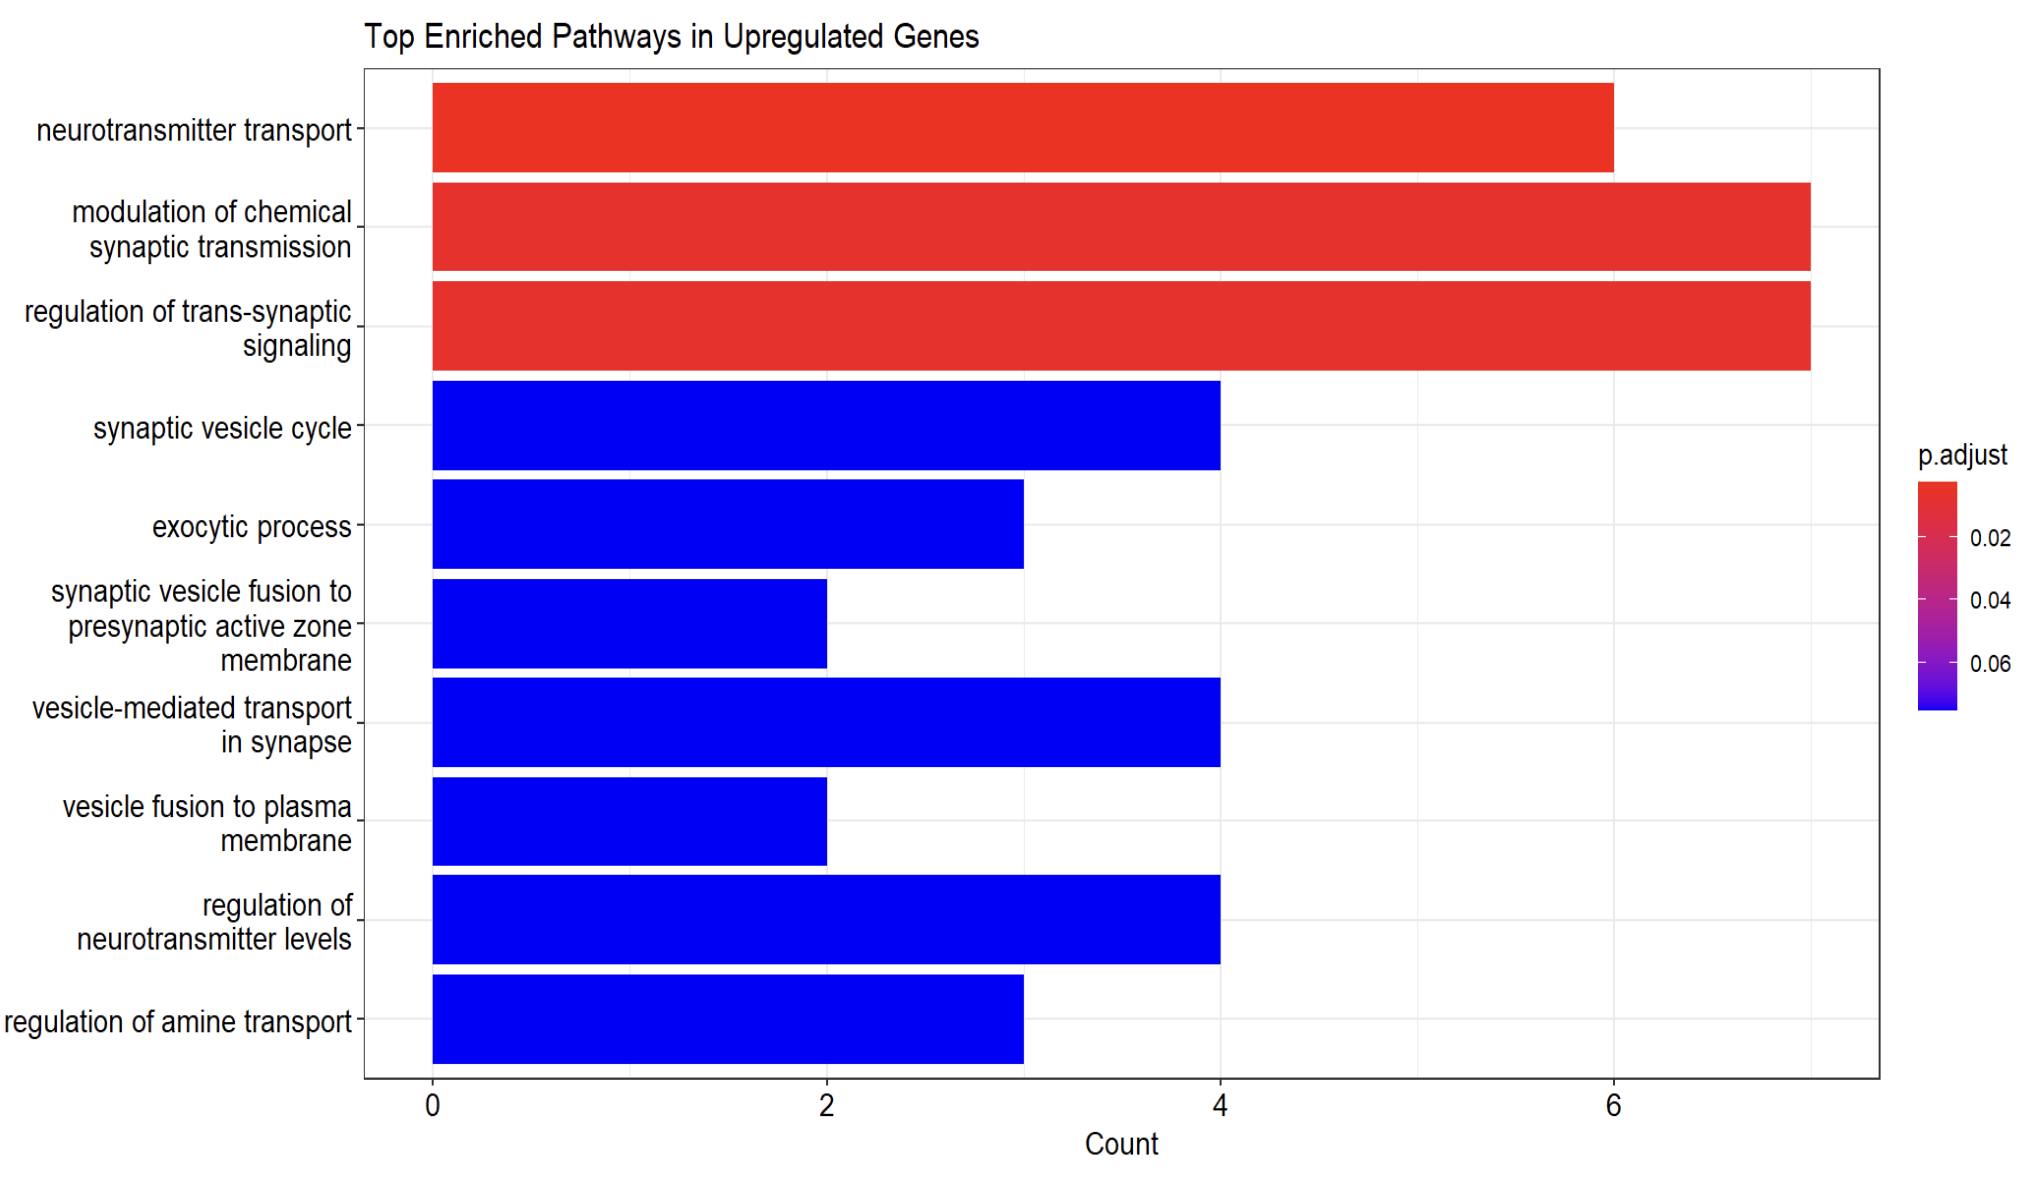 Top Enriched Pathways in Upregulated Genes
neurotransmitter transport
modulation of chemical
synaptic transmission
regulation of trans-synaptic
signaling
synaptic vesicle cycle
exocytic process
synaptic vesicle fusion to
presynaptic active zone
membrane
vesicle-mediated transport
in synapse
vesicle fusion to plasma
membrane
regulation of
neurotransmitter levels
regulation of amine transport
0
2
4
6
Count
p.adjust
0.02
0.04
0.06